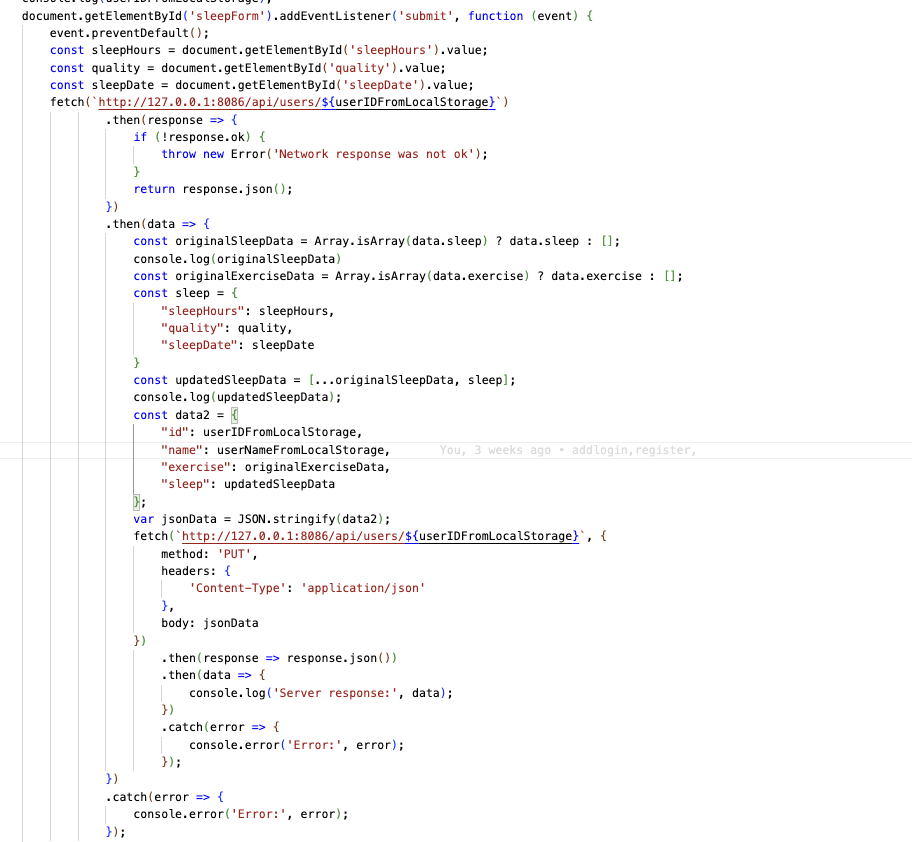 console.log(userIDFromLocalStorage);
document.getElementById('sleepForm').addEventListener('submit', function (event) {
    event.preventDefault();
    const sleepHours = document.getElementById('sleepHours').value;
    const quality = document.getElementById('quality').value;
    const sleepDate = document.getElementById('sleepDate').value;
    fetch(`http://127.0.0.1:8086/api/users/${userIDFromLocalStorage}`)
            .then(response => {
                if (!response.ok) {
                    throw new Error('Network response was not ok');
                }
                return response.json();
            })
            .then(data => {
                const originalSleepData = Array.isArray(data.sleep) ? data.sleep : [];
                console.log(originalSleepData)
                const originalExerciseData = Array.isArray(data.exercise) ? data.exercise : [];
                const sleep = {
                    "sleepHours": sleepHours,
                    "quality": quality,
                    "sleepDate": sleepDate
                }
                const updatedSleepData = [...originalSleepData, sleep];
                console.log(updatedSleepData);
                const data2 = {
                    "id": userIDFromLocalStorage,
                    "name": userNameFromLocalStorage,       You, 3 weeks ago • addlogin,register,
                    "exercise": originalExerciseData,
                    "sleep": updatedSleepData
                };
                var jsonData = JSON.stringify(data2);
                fetch(`http://127.0.0.1:8086/api/users/${userIDFromLocalStorage}`, {
                    method: 'PUT',
                    headers: {
                        'Content-Type': 'application/json'
                    },
                    body: jsonData
                })
                    .then(response => response.json())
                    .then(data => {
                        console.log('Server response:', data);
                    })
                    .catch(error => {
                        console.error('Error:', error);
                    });
            })
            .catch(error => {
                console.error('Error:', error);
            });